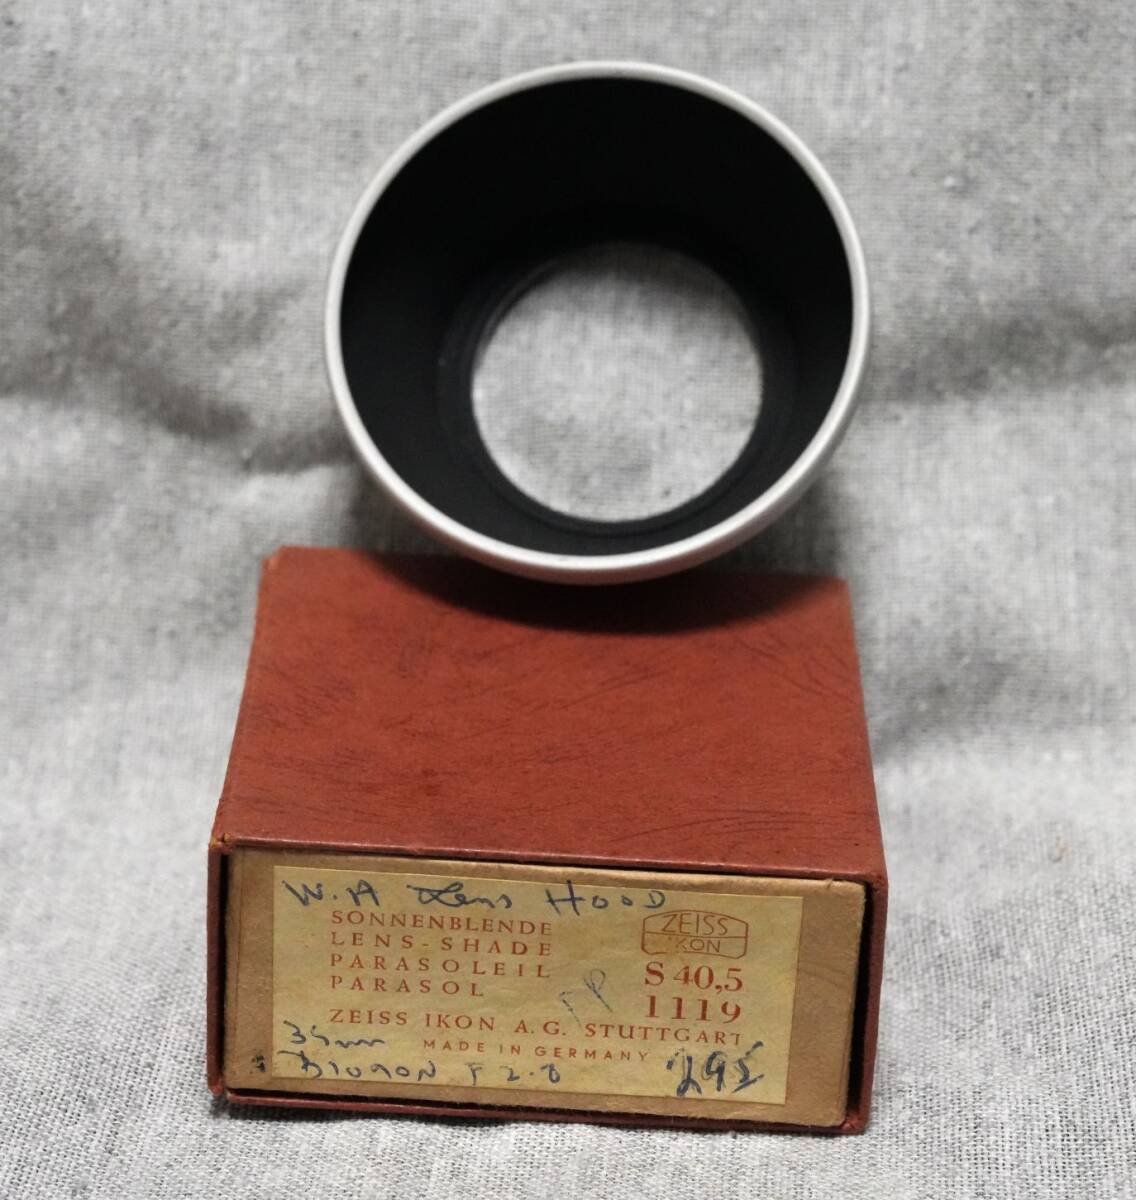 W.A Lens HOOD
SONNENBLENDE
LENS-SHADE
PARASOLEIL
PARASOL
ZEISS
IKON
S 40,5
1119
ZEISS IKON A.G. STUTTGART
MADE IN GERMANY
35mm
BIOGON F 2.8
295